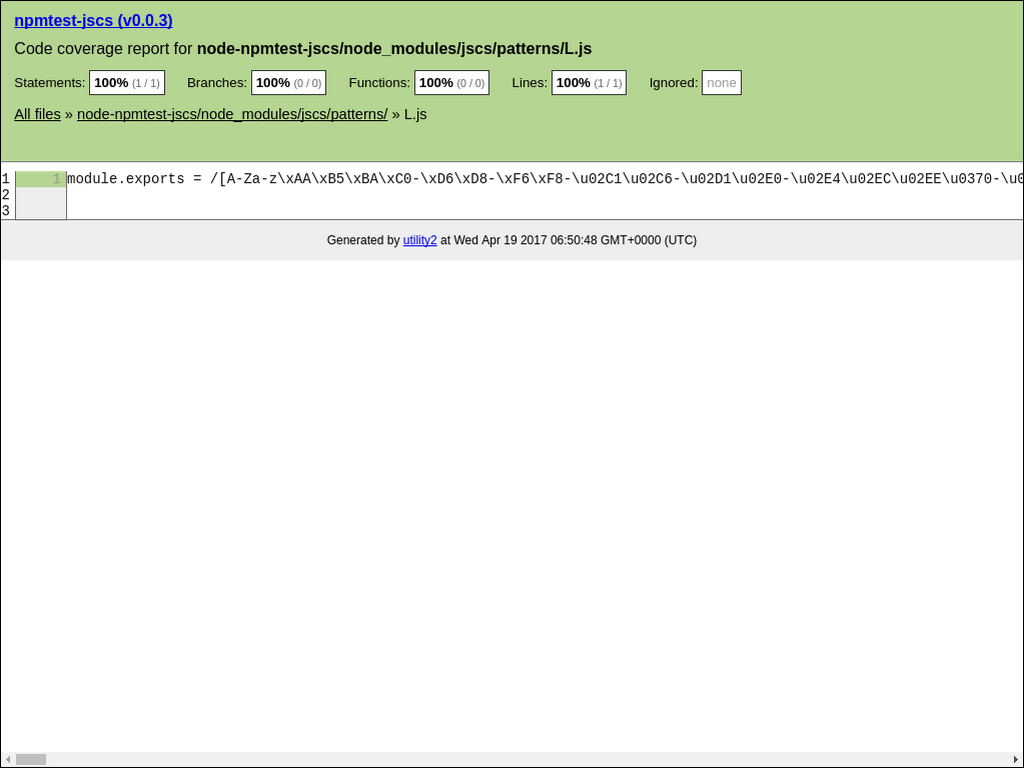 npmtest-jscs (v0.0.3)
Code coverage report for node-npmtest-jscs/node_modules/jscs/patterns/L.js
Statements: 100% (1 / 1) Branches: 100% (0 / 0) Functions: 100% (0 / 0) Lines: 100% (1 / 1) Ignored: none
All files » node-npmtest-jscs/node_modules/jscs/patterns/ » L.js
1 1 module.exports = /[A-Za-z\xAA\xB5\xBA\xC0-\xD6\xD8-\xF6\xF8-\u02C1\u02C6-\u02D1\u02E0-\u02E4\u02EC\u02EE\u0370-\u0
2
3
Generated by utility2 at Wed Apr 19 2017 06:50:48 GMT+0000 (UTC)